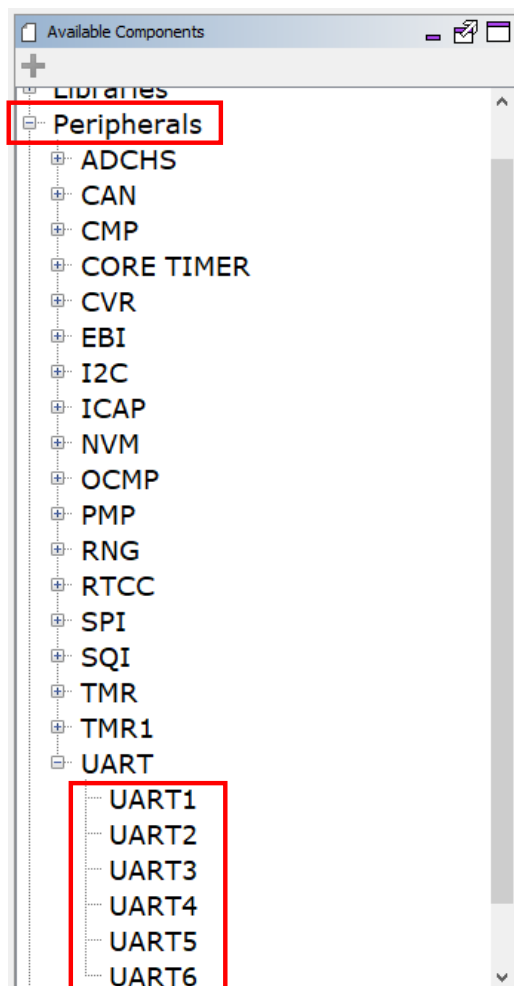 Available Components
Libraries
Peripherals
ADCHS
CAN
CMP
CORE TIMER
CVR
EBI
I2C
ICAP
NVM
OCMP
PMP
RNG
RTCC
SPI
SQI
TMR
TMR1
UART
UART1
UART2
UART3
UART4
UART5
UART6